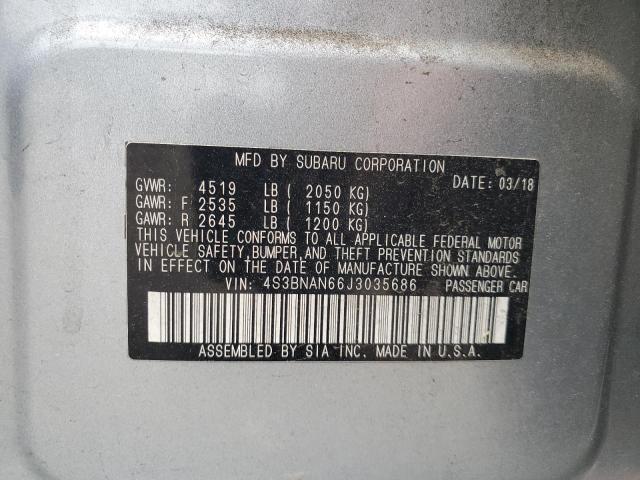 MFD BY SUBARU CORPORATION
DATE: 03/18
GVWR: 4519 LB ( 2050 KG)
GAWR: F 2535 LB ( 1150 KG)
GAWR: R 2645 LB ( 1200 KG)
THIS VEHICLE CONFORMS TO ALL APPLICABLE FEDERAL MOTOR
VEHICLE SAFETY, BUMPER, AND THEFT PREVENTION STANDARDS
IN EFFECT ON THE DATE OF MANUFACTURE SHOWN ABOVE.
VIN: 4S3BNAN66J3035686 PASSENGER CAR
ASSEMBLED BY SIA INC. MADE IN U.S.A.